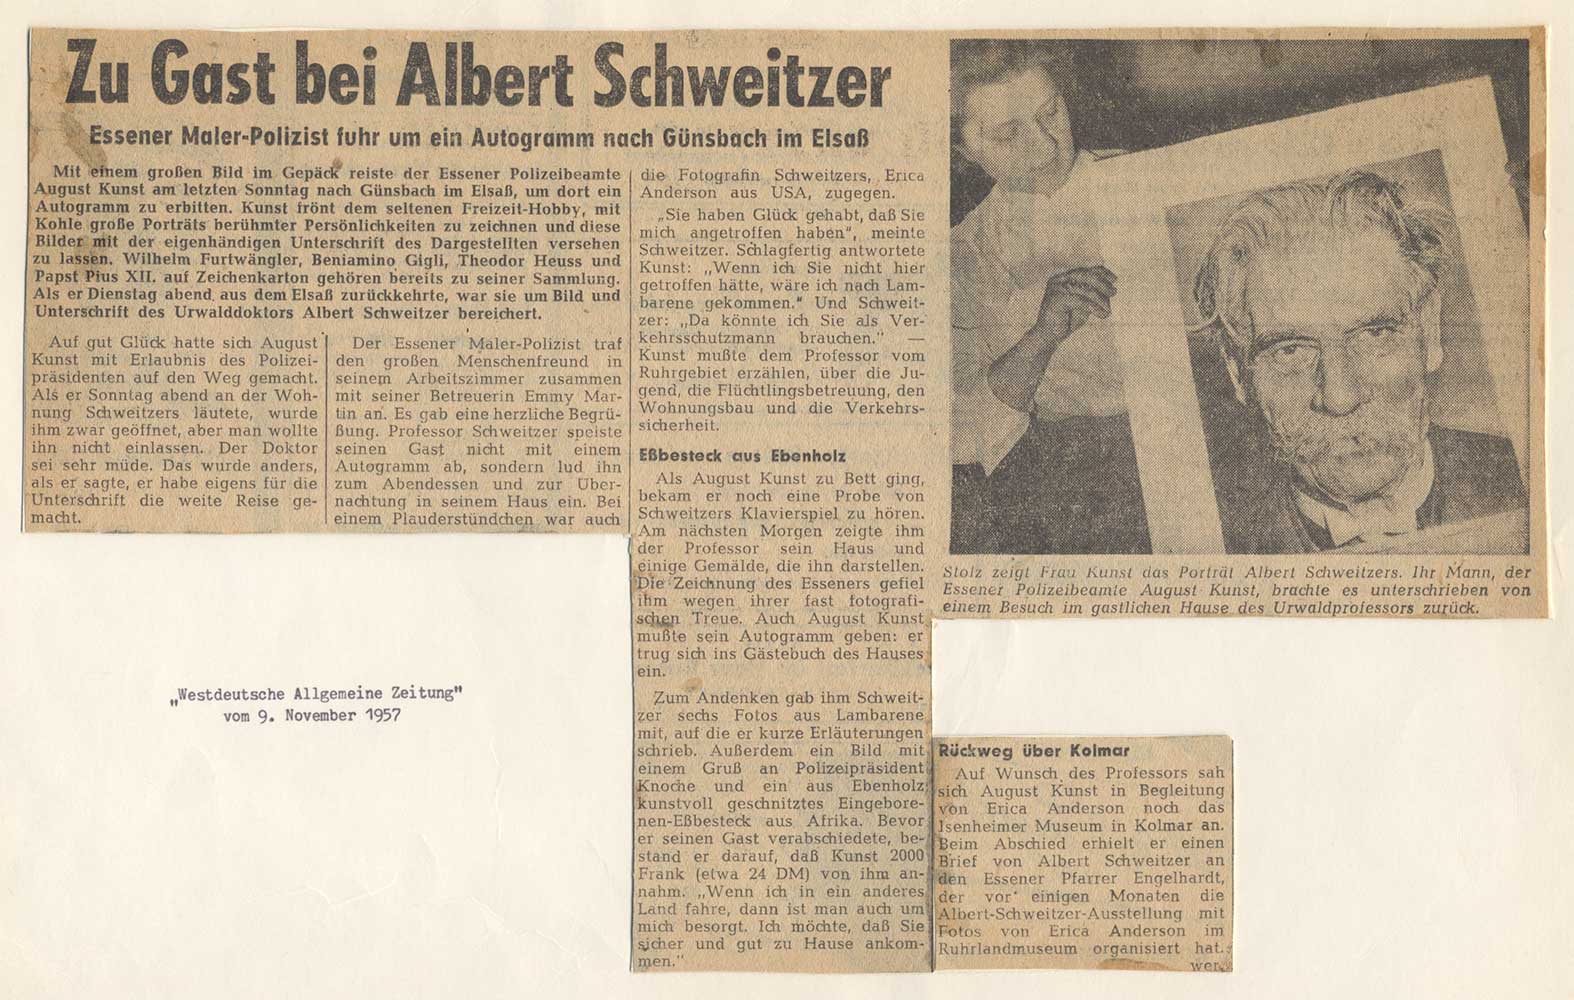 Zu Gast bei Albert Schweitzer
Essener Maler-Polizist fuhr um ein Autogramm nach Günsbach im Elsaß
Mit einem großen Bild im Gepäck reiste der Essener Polizeibeamte
August Kunst am letzten Sonntag nach Günsbach im Elsaß, um dort ein
Autogramm zu erbitten. Kunst frönt dem seltenen Freizeit-Hobby, mit
Kohle große Porträts berühmter Persönlichkeiten zu zeichnen und diese
Bilder mit der eigenhändigen Unterschrift des Dargestellten versehen
zu lassen. Wilhelm Furtwängler, Beniamino Gigli, Theodor Heuss und
Papst Pius XII. auf Zeichenkarton gehören bereits zu seiner Sammlung.
Als er Dienstag abend aus dem Elsaß zurückkehrte, war sie um Bild und
Unterschrift des Urwalddoktors Albert Schweitzer bereichert.
Auf gut Glück hatte sich August
Kunst mit Erlaubnis des Polizei-
präsidenten auf den Weg gemacht.
Als er Sonntag abend an der Woh-
nung Schweitzers läutete, wurde
ihm zwar geöffnet, aber man wollte
ihn nicht einlassen. Der Doktor
sei sehr müde. Das wurde anders,
als er sagte, er habe eigens für die
Unterschrift die weite Reise ge-
macht.
Der Essener Maler-Polizist traf
den großen Menschenfreund in
seinem Arbeitszimmer zusammen
mit seiner Betreuerin Emmy Mar-
tin an. Es gab eine herzliche Begrü-
ßung. Professor Schweitzer speiste
seinen Gast nicht mit einem
Autogramm ab, sondern lud ihn
zum Abendessen und zur Über-
nachtung in seinem Haus ein. Bei
einem Plauderstündchen war auch
die Fotografin Schweitzers, Erica
Anderson aus USA, zugegen.
„Sie haben Glück gehabt, daß Sie
mich angetroffen haben", meinte
Schweitzer. Schlagfertig antwortete
Kunst: „Wenn ich Sie nicht hier
getroffen hätte, wäre ich nach Lam-
barene gekommen." Und Schweit-
zer: „Da könnte ich Sie als Ver-
kehrsschutzmann brauchen." —
Kunst mußte dem Professor vom
Ruhrgebiet erzählen, über die Ju-
gend, die Flüchtlingsbetreuung, den
Wohnungsbau und die Verkehrs-
sicherheit.
Eßbesteck aus Ebenholz
Als August Kunst zu Bett ging,
bekam er noch eine Probe von
Schweitzers Klavierspiel zu hören.
Am nächsten Morgen zeigte ihm
der Professor sein Haus und
einige Gemälde, die ihn darstellen.
Die Zeichnung des Esseners gefiel
ihm wegen ihrer fast fotografi-
schen Treue. Auch August Kunst
mußte sein Autogramm geben: er
trug sich ins Gästebuch des Hauses
ein.
Zum Andenken gab ihm Schweit-
zer sechs Fotos aus Lambarene
mit, auf die er kurze Erläuterungen
schrieb. Außerdem ein Bild mit
einem Gruß an Polizeipräsident
Knoche und ein aus Ebenholz
kunstvoll geschnitztes Eingebore-
nen-Eßbesteck aus Afrika. Bevor
er seinen Gast verabschiedete, be-
stand er darauf, daß Kunst 2000
Frank (etwa 24 DM) von ihm an-
nahm. „Wenn ich in ein anderes
Land fahre, dann ist man auch um
mich besorgt. Ich möchte, daß Sie
sicher und gut zu Hause ankom-
men."
Stolz zeigt Frau Kunst das Porträt Albert Schweitzers. Ihr Mann, der
Essener Polizeibeamte August Kunst, brachte es unterschrieben von
einem Besuch im gastlichen Hause des Urwaldprofessors zurück.
Rückweg über Kolmar
Auf Wunsch des Professors sah
sich August Kunst in Begleitung
von Erica Anderson noch das
Isenheimer Museum in Kolmar an.
Beim Abschied erhielt er einen
Brief von Albert Schweitzer an
den Essener Pfarrer Engelhardt,
der vor einigen Monaten die
Albert-Schweitzer-Ausstellung mit
Fotos von Erica Anderson im
Ruhrlandmuseum organisiert hat.
wer.
„Westdeutsche Allgemeine Zeitung"
vom 9. November 1957